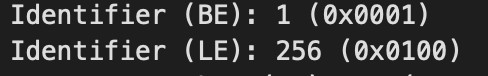 Identifier (BE): 1 (0x0001)
Identifier (LE): 256 (0x0100)